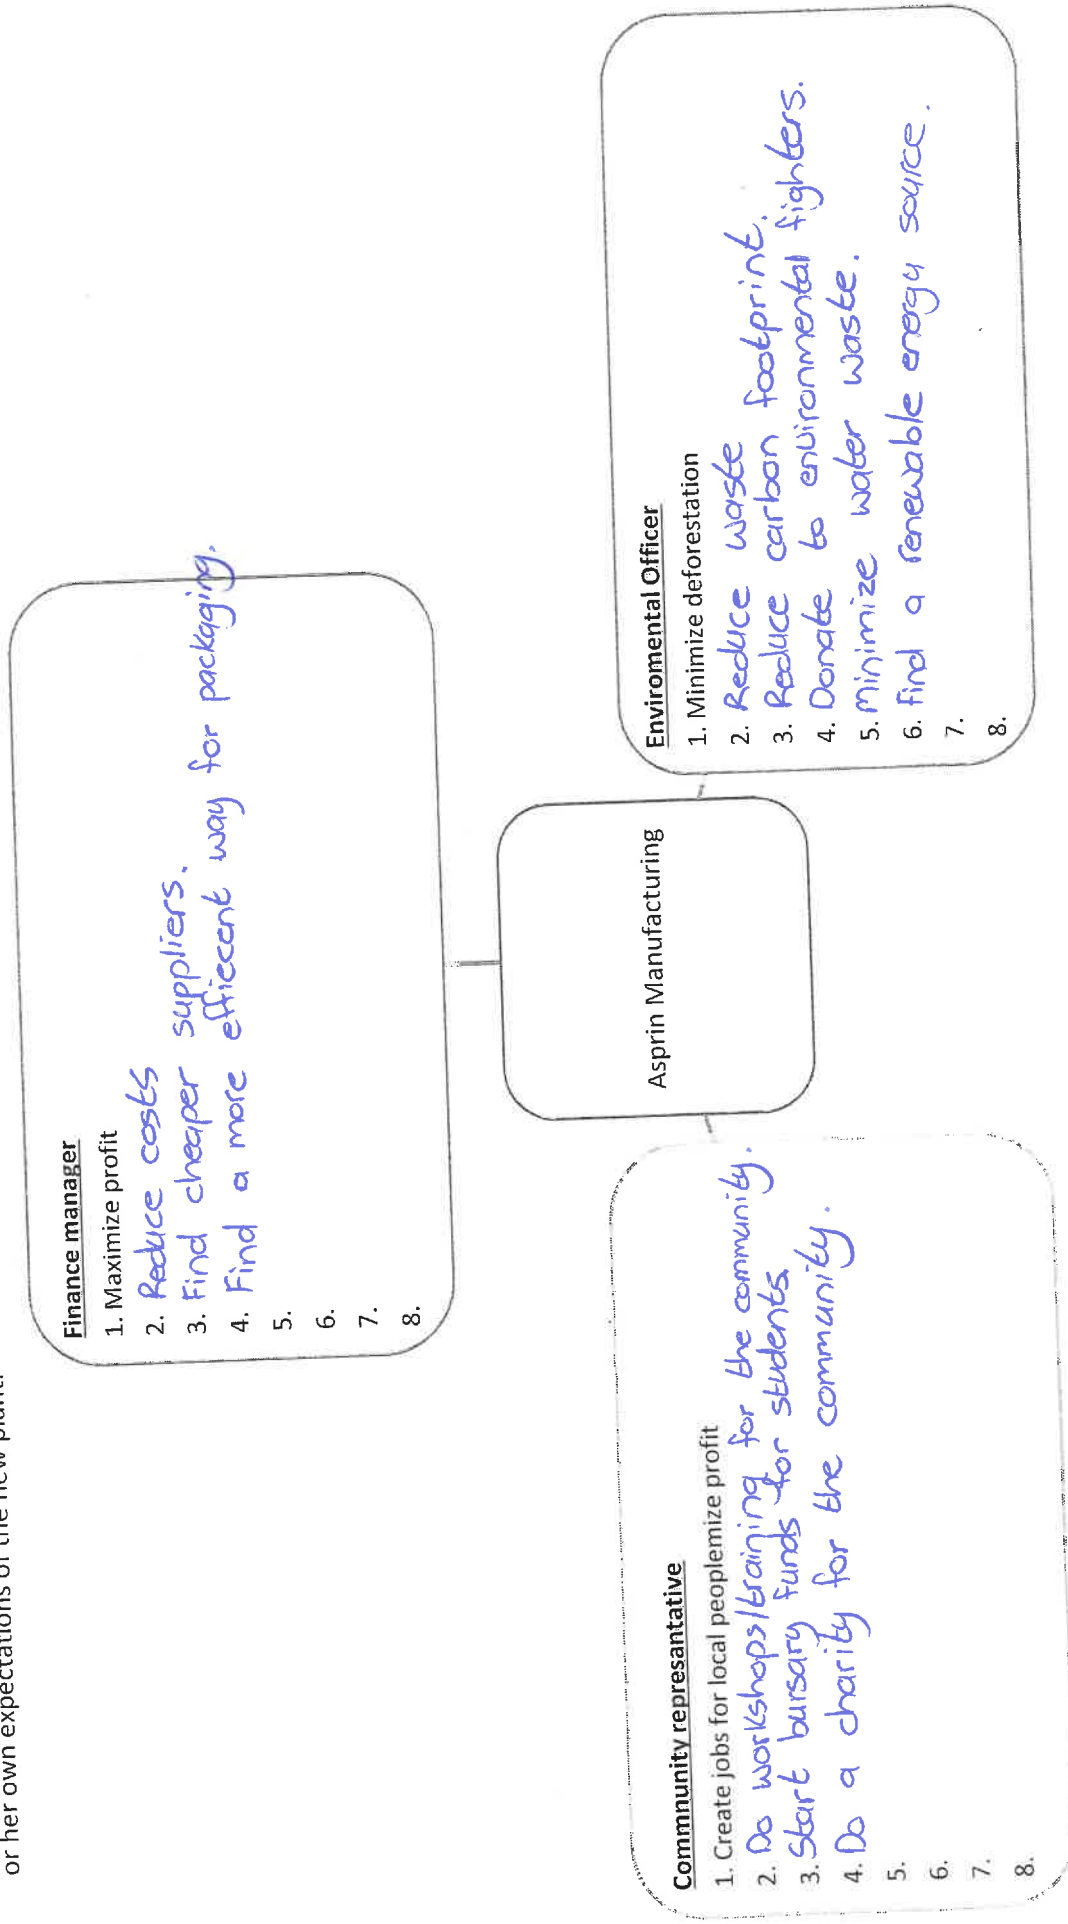 or her own expectations of the new plant.
Finance manager
1. Maximize profit
2. Reduce costs
3. Find cheaper suppliers.
4. Find a more effiecent way for packaging.
5.
6.
7.
8.
Asprin Manufacturing
Commnunity represantative
1. Create jobs for local peoplemize profit
2. Do workshops/training for the community.
3. Start bursary funds for students.
4. Do a charity for the community.
5.
6.
7.
8.
Enviromental Officer
1. Minimize deforestation
2. Reduce waste
3. Reduce carbon footprint.
4. Donate to environmental fighters.
5. Minimize water waste.
6. Find a renewable energy source.
7.
8.